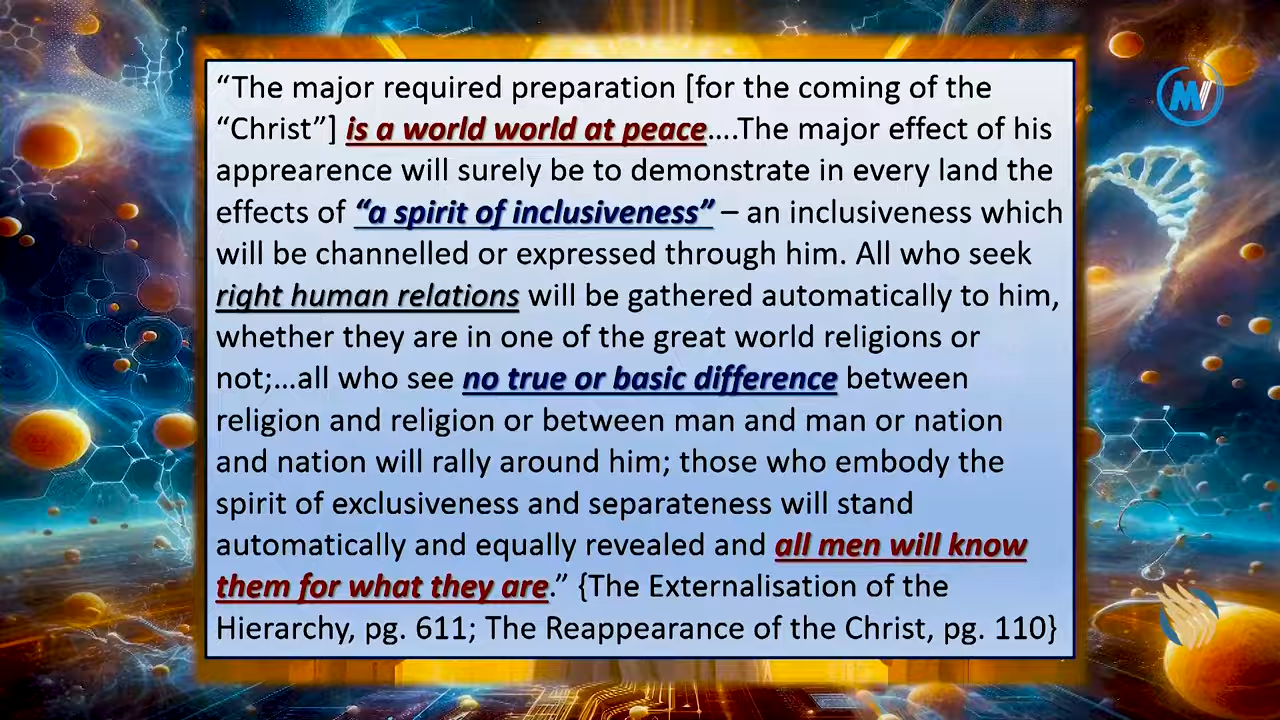 “The major required preparation [for the coming of the
“Christ”] is a world world at peace....The major effect of his
apprearence will surely be to demonstrate in every land the
effects of “a spirit of inclusiveness” – an inclusiveness which
will be channelled or expressed through him. All who seek
right human relations will be gathered automatically to him,
whether they are in one of the great world religions or
not;...all who see no true or basic difference between
religion and religion or between man and man or nation
and nation will rally around him; those who embody the
spirit of exclusiveness and separateness will stand
automatically and equally revealed and all men will know
them for what they are.” {The Externalisation of the
Hierarchy, pg. 611; The Reappearance of the Christ, pg. 110}